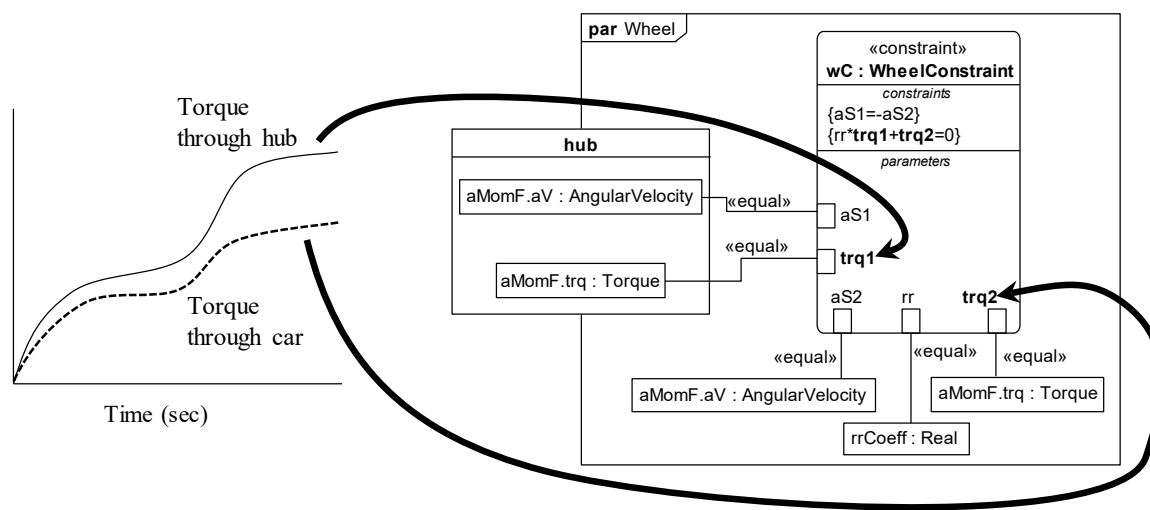 par Wheel
«constraint»
wC : WheelConstraint
constraints
{aS1=-aS2}
{rr*trq1+trq2=0}
parameters
Torque
through hub
hub
aMomF.aV : AngularVelocity
«equal»
aS1
«equal»
trq1
aMomF.trq : Torque
aS2
rr
trq2
Torque
through car
«equal»
«equal»
«equal»
aMomF.aV : AngularVelocity
aMomF.trq : Torque
rrCoeff : Real
Time (sec)